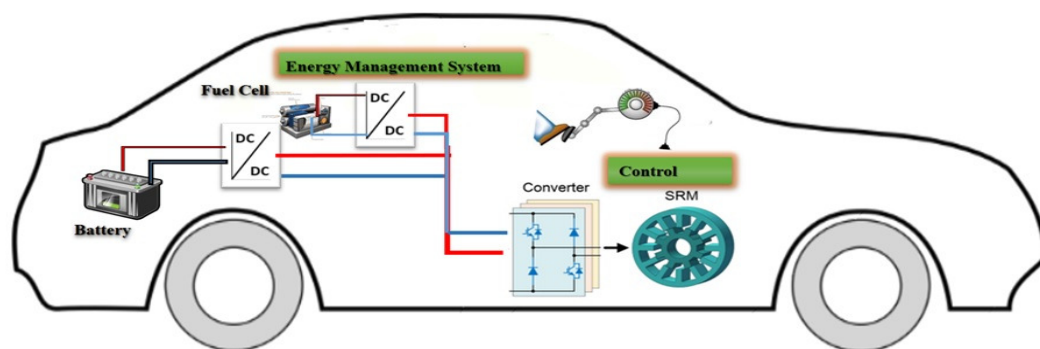 Energy Management System
Fuel Cell
DC
DC
DC
DC
Battery
Control
Converter
SRM